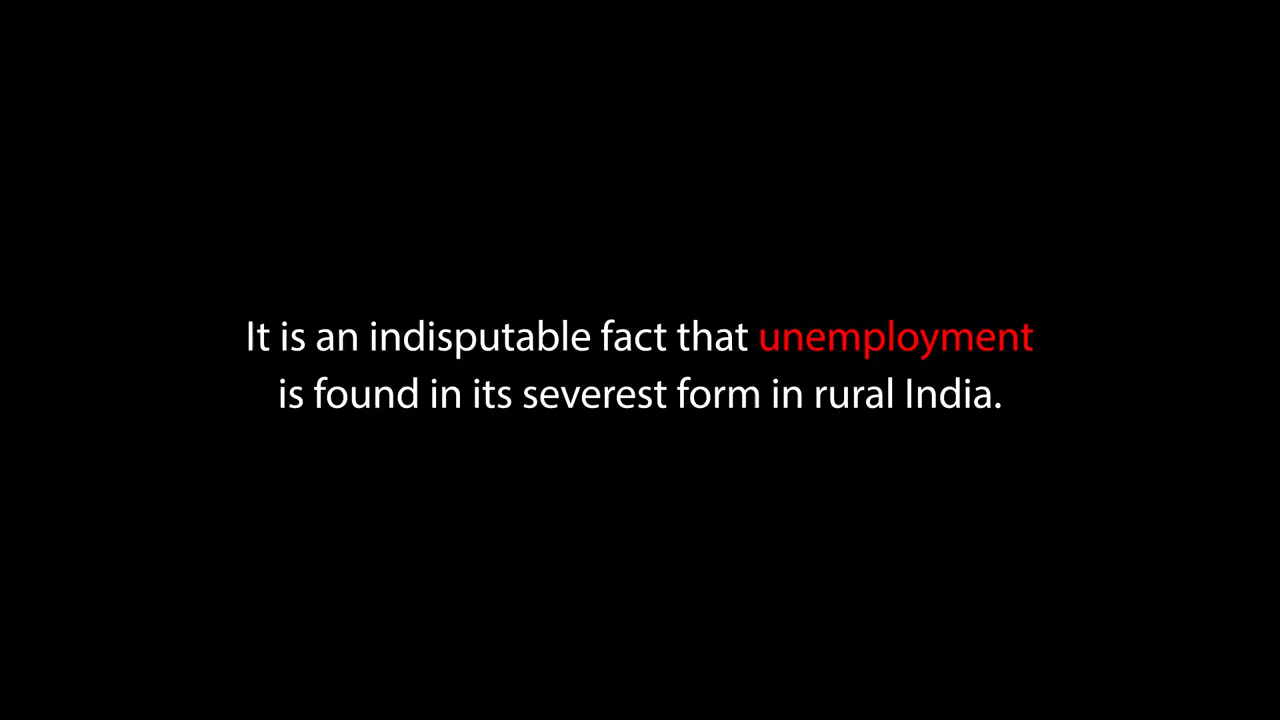 It is an indisputable fact that unemployment
is found in its severest form in rural India.